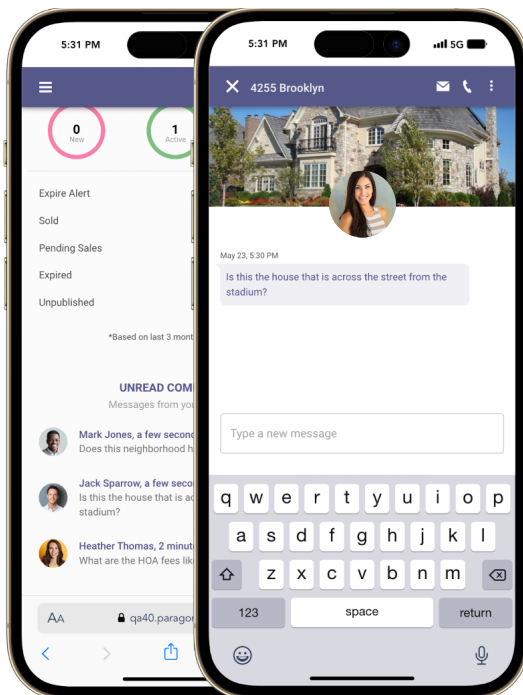 5:31 PM
0
New
1
Active
Expire Alert
Sold
Pending Sales
Expired
Unpublished
*Based on last 3 mont
UNREAD COM
Messages from you
Mark Jones, a few second
Does this neighborhood h
Jack Sparrow, a few seco
Is this the house that is ac
stadium?
Heather Thomas, 2 minut
What are the HOA fees lik
AA
qa40.paragon
5:31 PM
5G
4255 Brooklyn
May 23, 5:30 PM
Is this the house that is across the street from the
stadium?
Type a new message
q w e r t y u i o p
a s d f g h j k l
z x c v b n m
123 space return